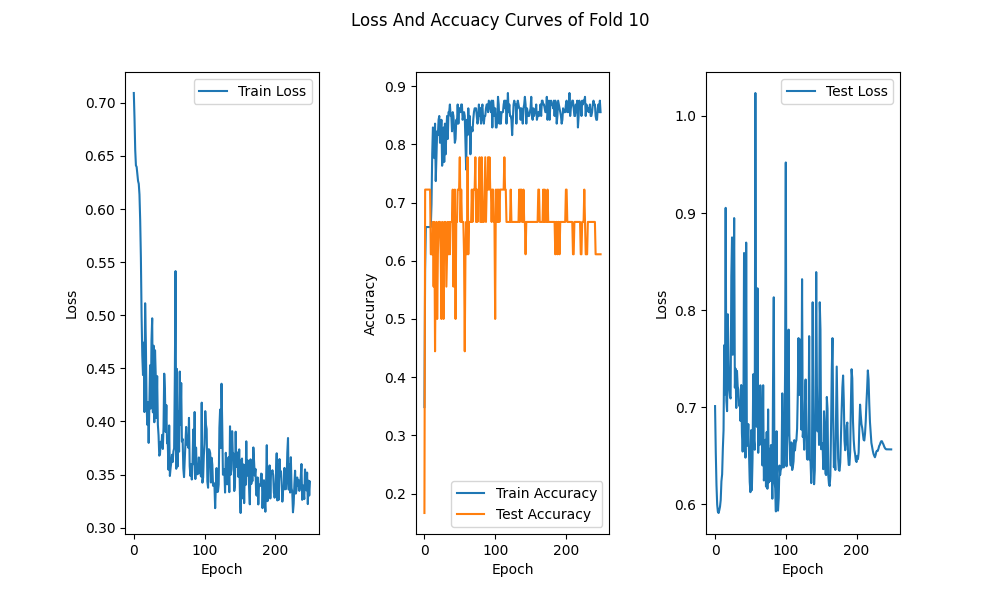 Loss And Accuacy Curves of Fold 10
Train Loss
0.70
0.65
0.60
0.55
0.50
0.45
0.40
0.35
0.30
Loss
0 100 200
Epoch
0.9
0.8
0.7
0.6
0.5
0.4
0.3
0.2
Accuracy
Train Accuracy
Test Accuracy
0 100 200
Epoch
Test Loss
1.0
0.9
0.8
0.7
0.6
Loss
0 100 200
Epoch